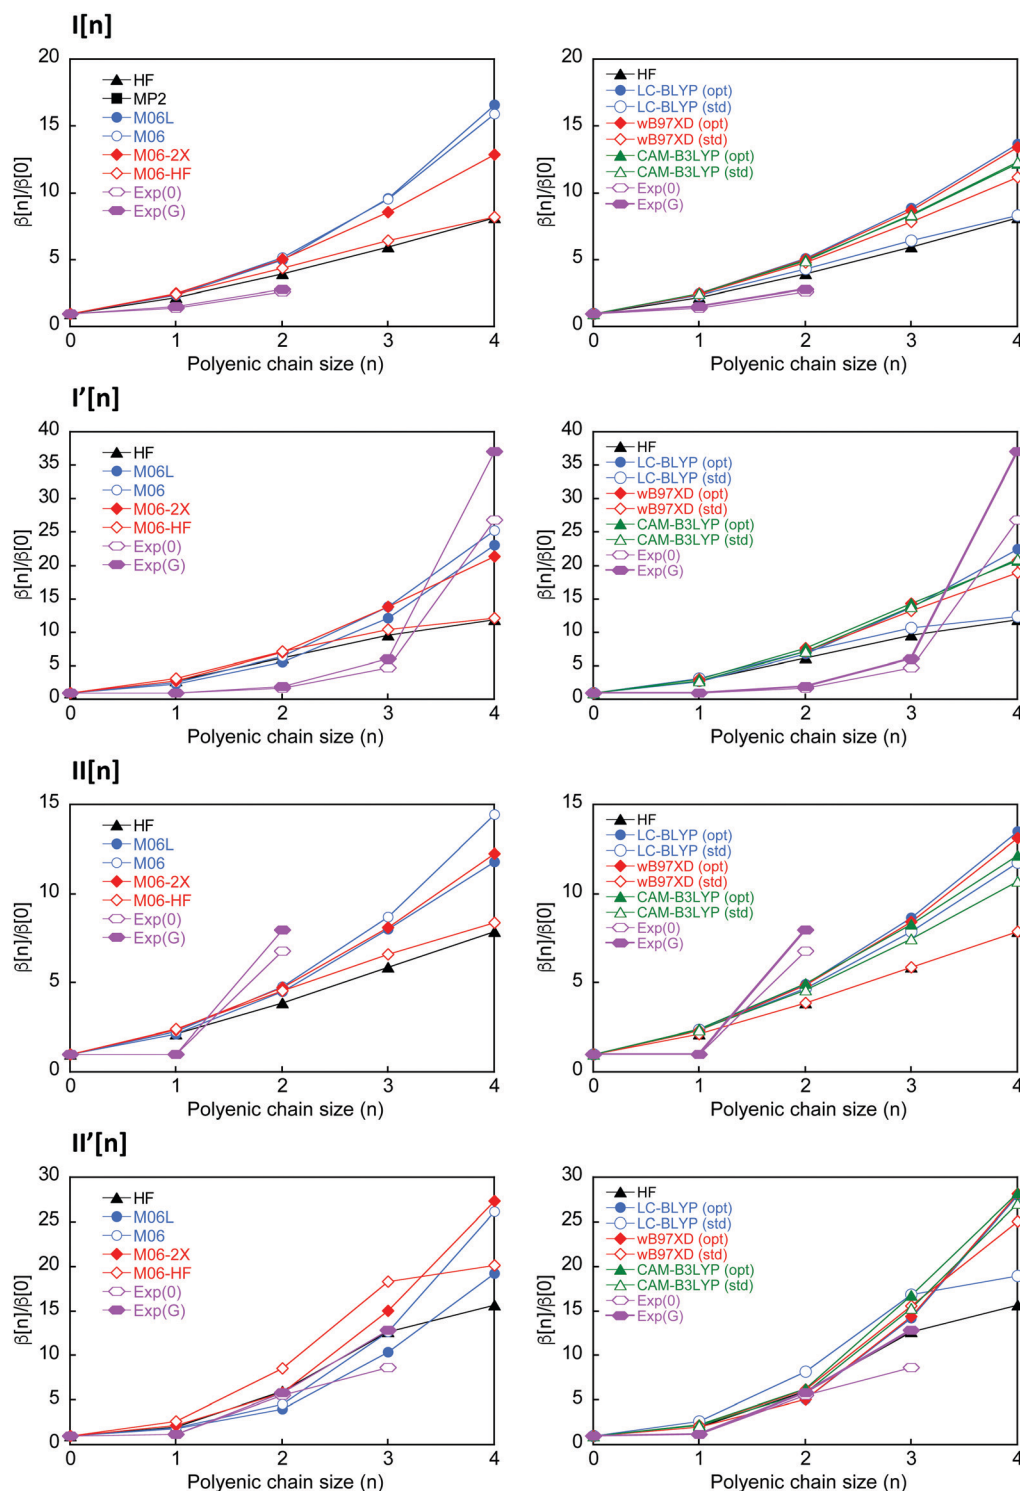 I[n]
β[n]/β[0]
20
15
10
5
0
HF
MP2
M06L
M06
M06-2X
M06-HF
Exp(0)
Exp(G)
0 1 2 3 4
Polyenic chain size (n)
β[n]/β[0]
20
15
10
5
0
HF
LC-BLYP (opt)
LC-BLYP (std)
wB97XD (opt)
wB97XD (std)
CAM-B3LYP (opt)
CAM-B3LYP (std)
Exp(0)
Exp(G)
0 1 2 3 4
Polyenic chain size (n)
I’[n]
β[n]/β[0]
40
35
30
25
20
15
10
5
0
HF
M06L
M06
M06-2X
M06-HF
Exp(0)
Exp(G)
0 1 2 3 4
Polyenic chain size (n)
β[n]/β[0]
40
35
30
25
20
15
10
5
0
HF
LC-BLYP (opt)
LC-BLYP (std)
wB97XD (opt)
wB97XD (std)
CAM-B3LYP (opt)
CAM-B3LYP (std)
Exp(0)
Exp(G)
0 1 2 3 4
Polyenic chain size (n)
II[n]
β[n]/β[0]
15
10
5
0
HF
M06L
M06
M06-2X
M06-HF
Exp(0)
Exp(G)
0 1 2 3 4
Polyenic chain size (n)
β[n]/β[0]
15
10
5
0
HF
LC-BLYP (opt)
LC-BLYP (std)
wB97XD (opt)
wB97XD (std)
CAM-B3LYP (opt)
CAM-B3LYP (std)
Exp(0)
Exp(G)
0 1 2 3 4
Polyenic chain size (n)
II’[n]
β[n]/β[0]
30
25
20
15
10
5
0
HF
M06L
M06
M06-2X
M06-HF
Exp(0)
Exp(G)
0 1 2 3 4
Polyenic chain size (n)
β[n]/β[0]
30
25
20
15
10
5
0
HF
LC-BLYP (opt)
LC-BLYP (std)
wB97XD (opt)
wB97XD (std)
CAM-B3LYP (opt)
CAM-B3LYP (std)
Exp(0)
Exp(G)
0 1 2 3 4
Polyenic chain size (n)